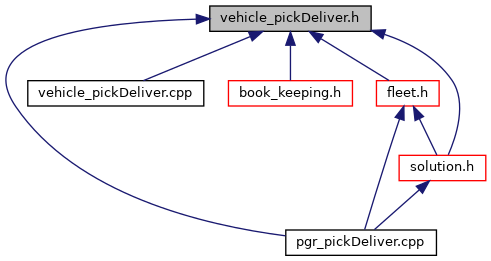 vehicle_pickDeliver.h
vehicle_pickDeliver.cpp
book_keeping.h
fleet.h
solution.h
pgr_pickDeliver.cpp